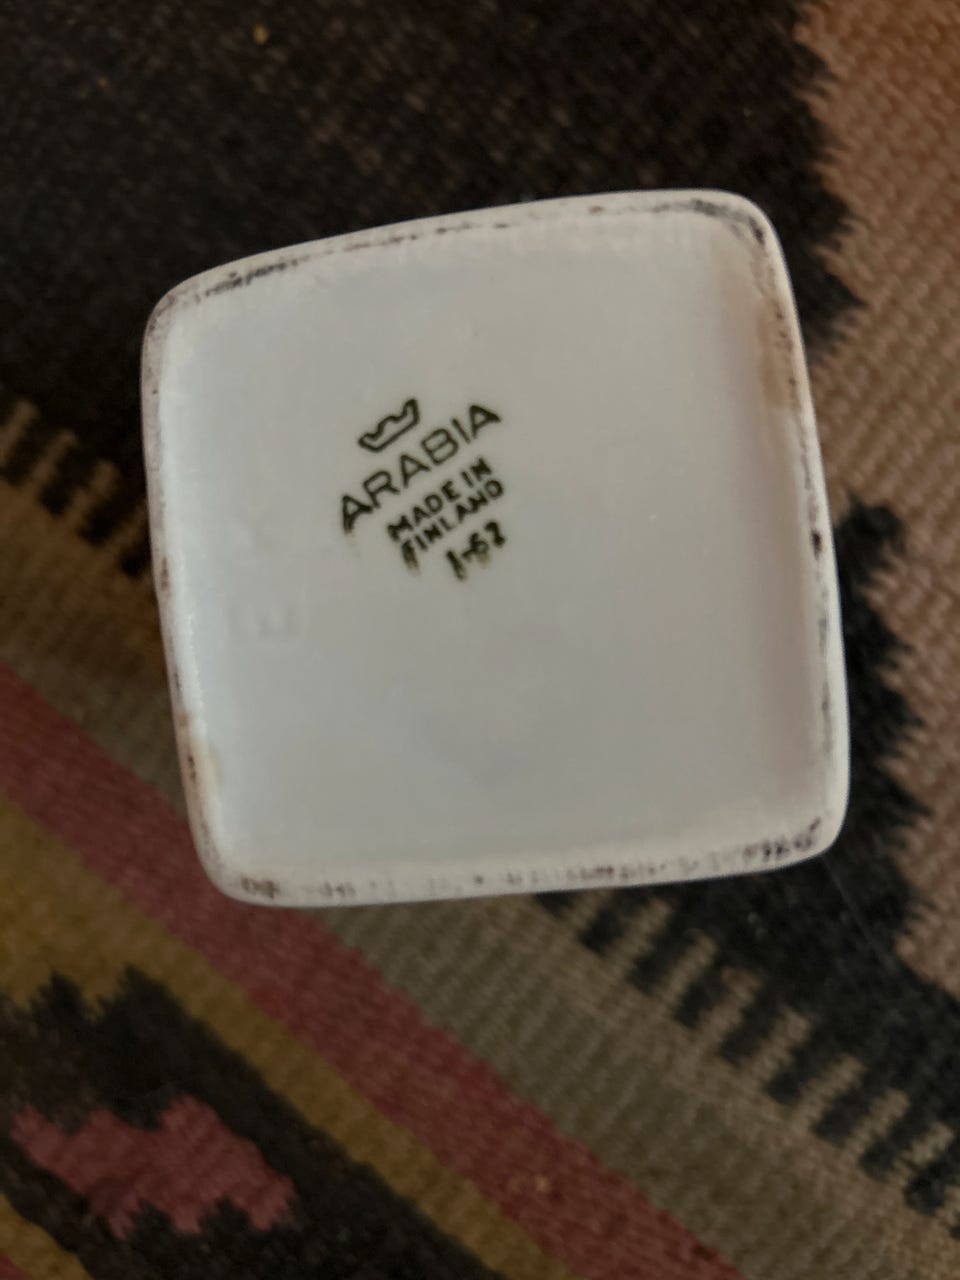 ARABIA
MADE IN
FINLAND
1-62